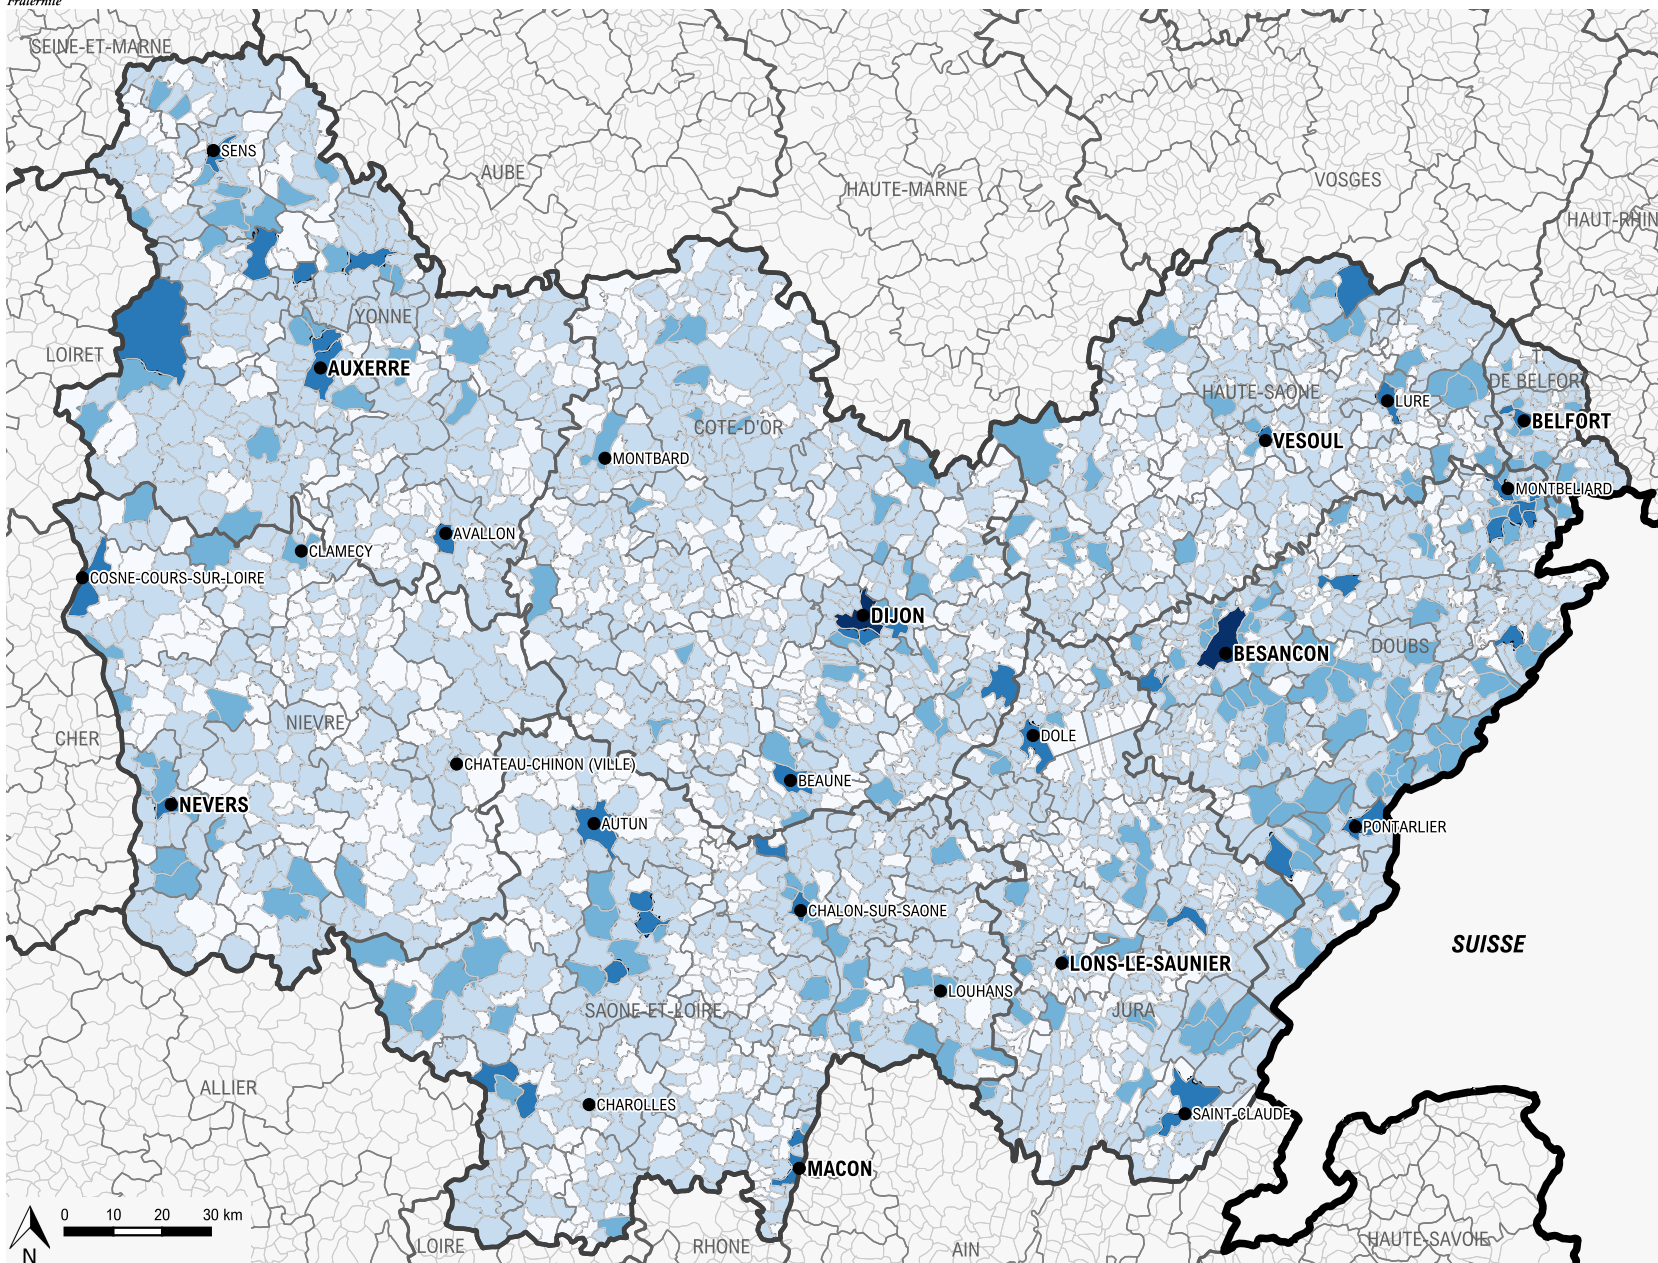 Fraternité
SEINE-ET-MARNE
SENS
AUBE
HAUTE-MARNE
VOSGES
HAUT-RHIN
YONNE
LOIRET
AUXERRE
T.
DE BELFOR
HAUTE-SAONE
LURE
BELFORT
COTE-D'OR
VESOUL
MONTBARD
MONTBELIARD
AVALLON
CLAMECY
COSNE-COURS-SUR-LOIRE
DIJON
BESANCON
DOUBS
NIEVRE
CHER
DOLE
CHATEAU-CHINON (VILLE)
BEAUNE
NEVERS
AUTUN
PONTARLIER
CHALON-SUR-SAONE
SUISSE
LONS-LE-SAUNIER
LOUHANS
SAONE-ET-LOIRE
JURA
ALLIER
CHAROLLES
SAINT-CLAUDE
MACON
0 10 20 30 km
N
LOIRE
RHONE
AIN
HAUTE-SAVOIE